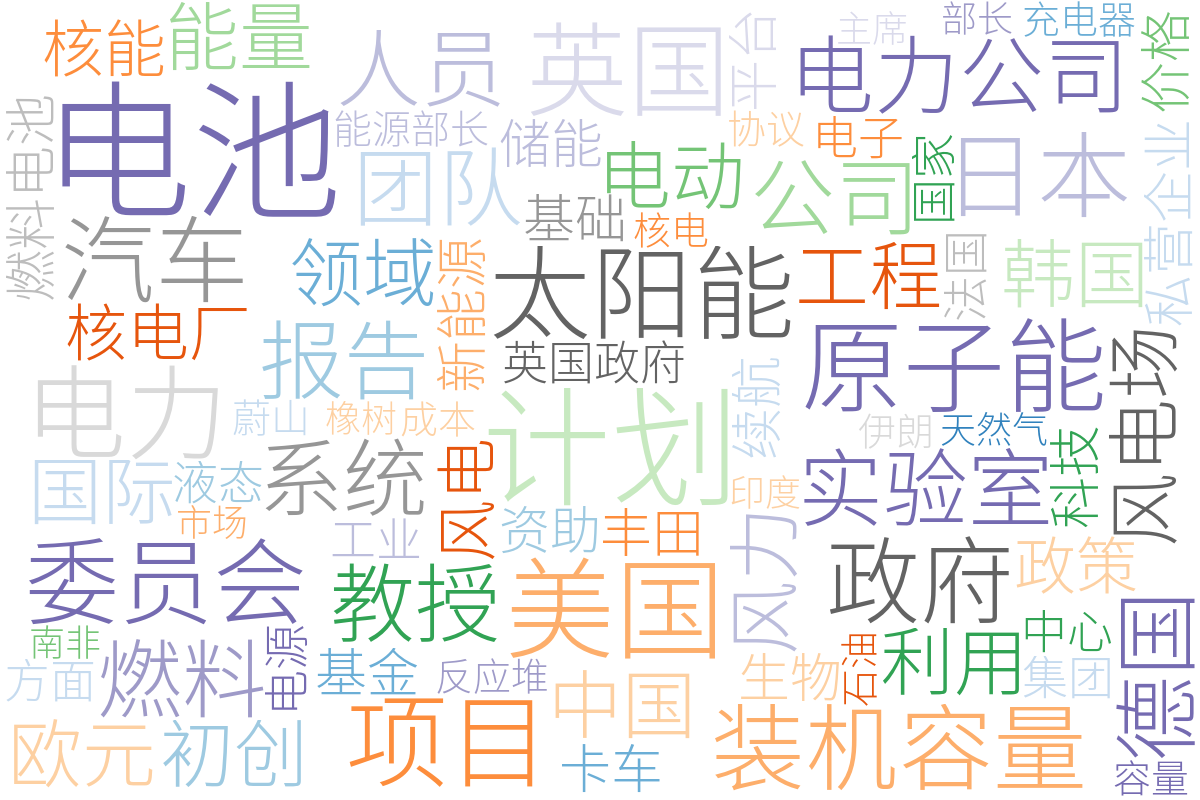 核能
能量
人员
英国
平台
主席
部长
充电器
价格
电力公司
电池
燃料电池
能源部长
储能
协议
电子
团队
电动
公司
国家
日本
企业
基础
核电
汽车
领域
新能源
太阳能
工程
法国
韩国
私营
核电厂
报告
英国政府
原子能
风电场
电力
蔚山
橡树
成本
计划
续航
伊朗
天然气
国际
液态
系统
风电
印度
实验室
科技
市场
工业
资助
丰田
风力
政府
政策
委员会
教授
美国
德国
南非
电源
中心
方面
燃料
基金
反应堆
中国
生物
石油
利用
集团
欧元
初创
项目
卡车
装机容量
容量